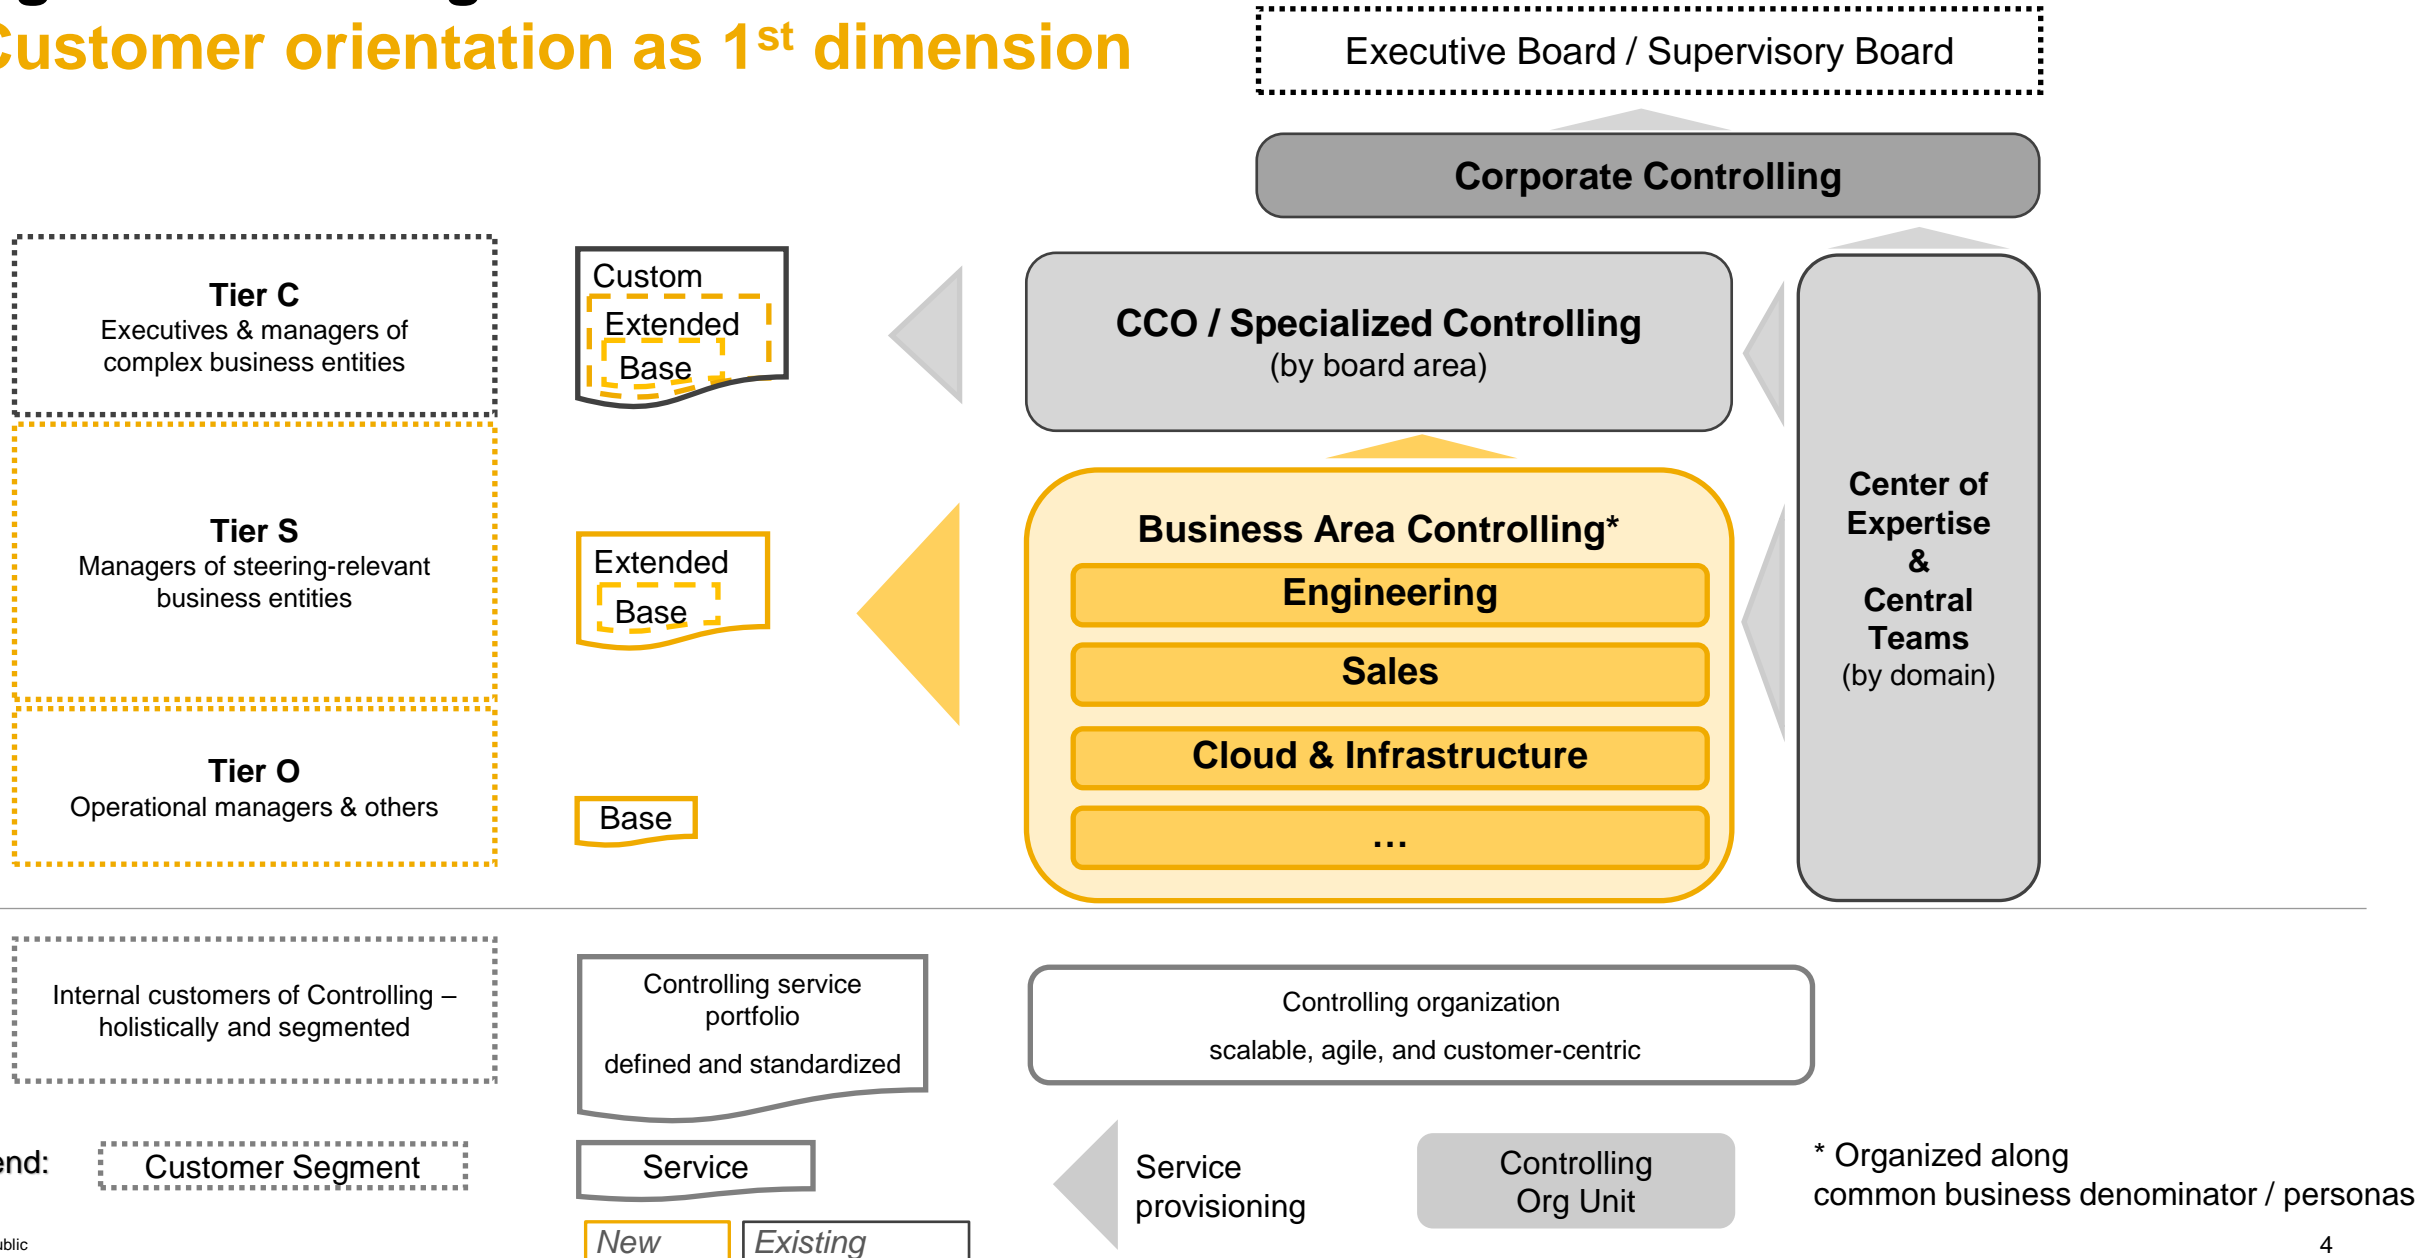 Customer orientation as 1st dimension
Executive Board / Supervisory Board
Corporate Controlling
Tier C
Executives & managers of
complex business entities
Custom
Extended
Base
CCO / Specialized Controlling
(by board area)
Tier S
Managers of steering-relevant
business entities
Extended
Base
Business Area Controlling*
Engineering
Sales
Cloud & Infrastructure
...
Center of
Expertise
&
Central
Teams
(by domain)
Tier O
Operational managers & others
Base
Internal customers of Controlling –
holistically and segmented
Controlling service
portfolio
defined and standardized
Controlling organization
scalable, agile, and customer-centric
Customer Segment
Service
Service
provisioning
Controlling
Org Unit
* Organized along
common business denominator / personas
New
Existing
4